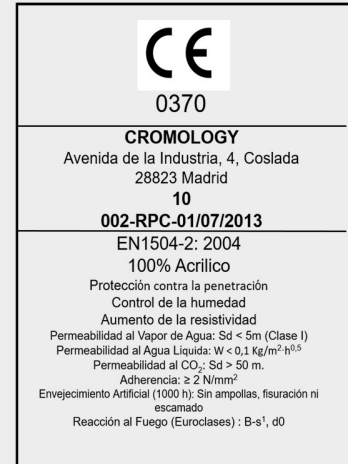 CE
0370
CROMOLOGY
Avenida de la Industria, 4, Coslada
28823 Madrid
10
002-RPC-01/07/2013
EN1504-2: 2004
100% Acrilico
Protección contra la penetración
Control de la humedad
Aumento de la resistividad
Permeabilidad al Vapor de Agua: Sd < 5m (Clase I)
Permeabilidad al Agua Liquida: W < 0,1 Kg/m²·h⁰,⁵
Permeabilidad al CO₂: Sd > 50 m.
Adherencia: ≥ 2 N/mm²
Envejecimiento Artificial (1000 h): Sin ampollas, fisuración ni
escamado
Reacción al Fuego (Euroclases) : B-s¹, d0